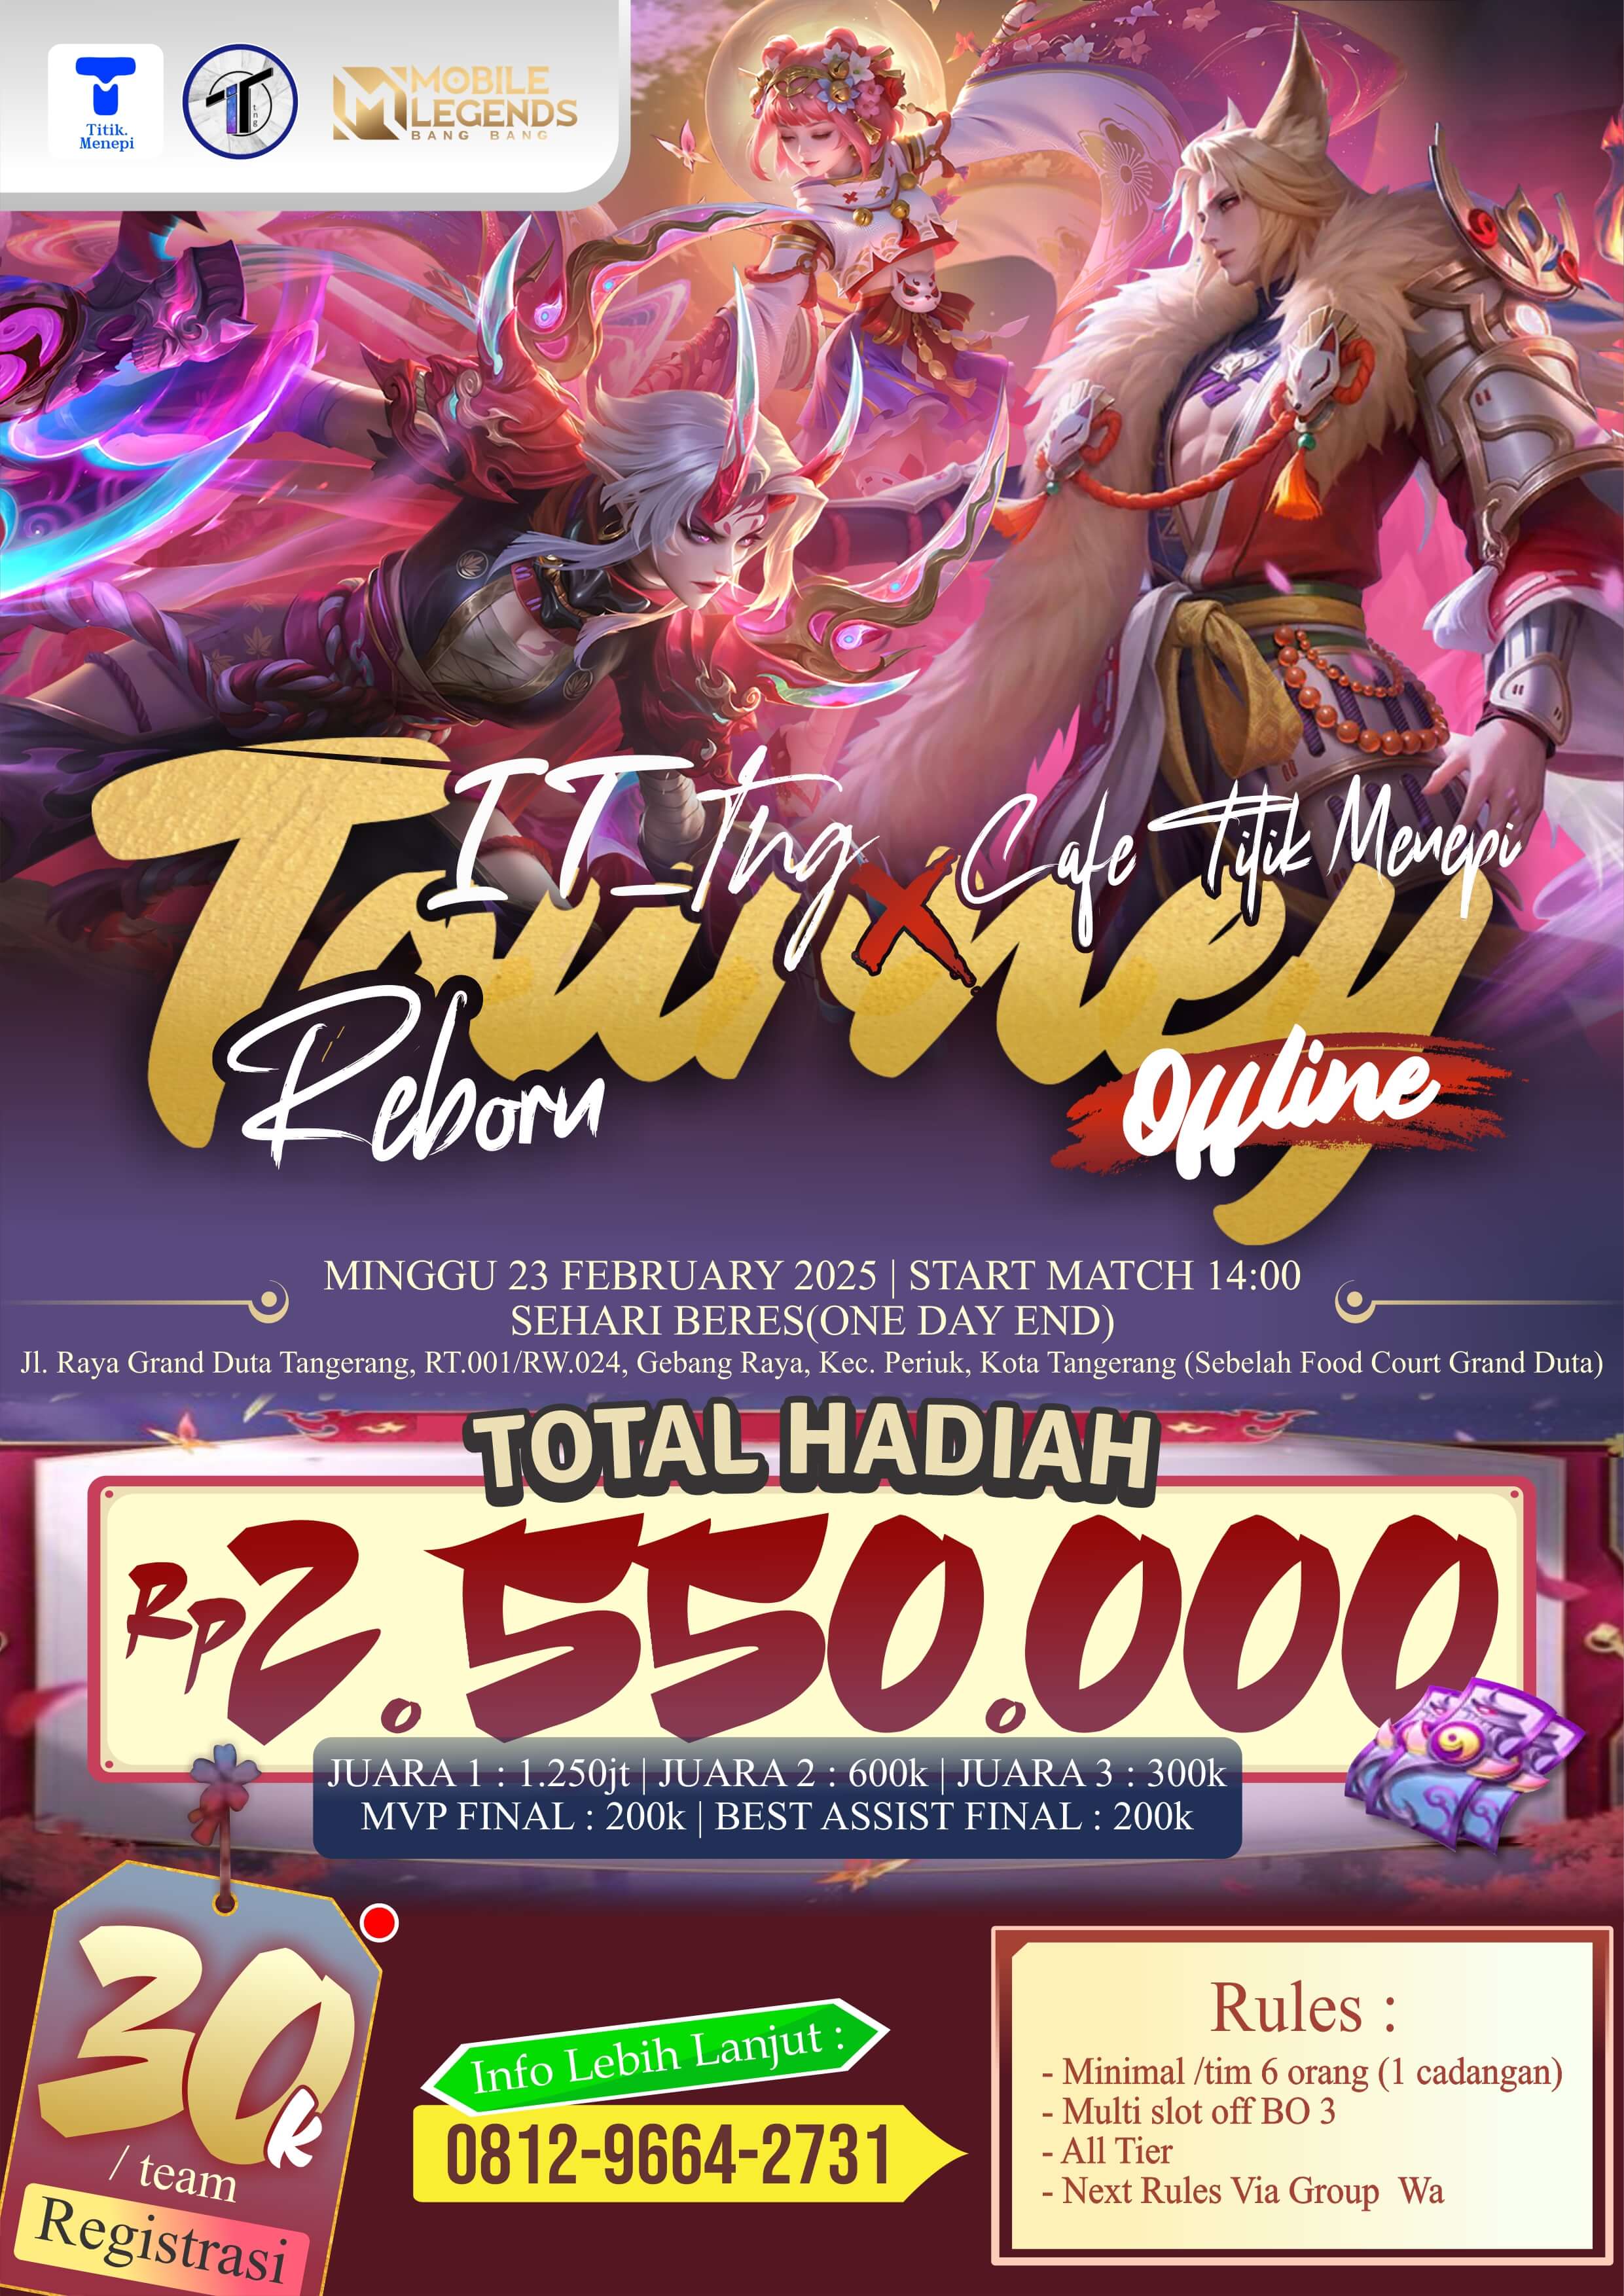 Titik.
Menepi
IT
tng
MOBILE
LEGENDS
BANG BANG
IT_Tng X Cafe Titik Menepi
Tourney
Reborn
Offline
MINGGU 23 FEBRUARY 2025 | START MATCH 14:00
SEHARI BERES(ONE DAY END)
Jl. Raya Grand Duta Tangerang, RT.001/RW.024, Gebang Raya, Kec. Periuk, Kota Tangerang (Sebelah Food Court Grand Duta)
TOTAL HADIAH
Rp2.550.000
JUARA 1 : 1.250jt | JUARA 2 : 600k | JUARA 3 : 300k
MVP FINAL : 200k | BEST ASSIST FINAL : 200k
30k
/ team
Registrasi
Info Lebih Lanjut :
0812-9664-2731
Rules :
- Minimal /tim 6 orang (1 cadangan)
- Multi slot off BO 3
- All Tier
- Next Rules Via Group Wa